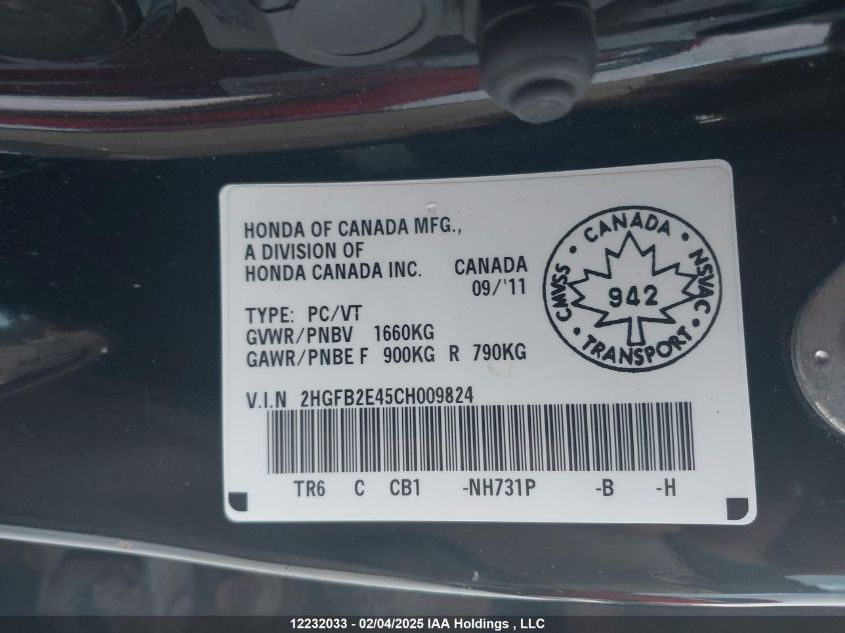 HONDA OF CANADA MFG.,
A DIVISION OF
HONDA CANADA INC. CANADA
09/'11
TYPE: PC/VT
GVWR/PNBV 1660KG
GAWR/PNBE F 900KG R 790KG
V.I.N 2HGFB2E45CH009824
TR6 C CB1 -NH731P -B -H
• CANADA •
CMVSS 942 NSVAC
• TRANSPORT •
12232033 - 02/04/2025 IAA Holdings , LLC